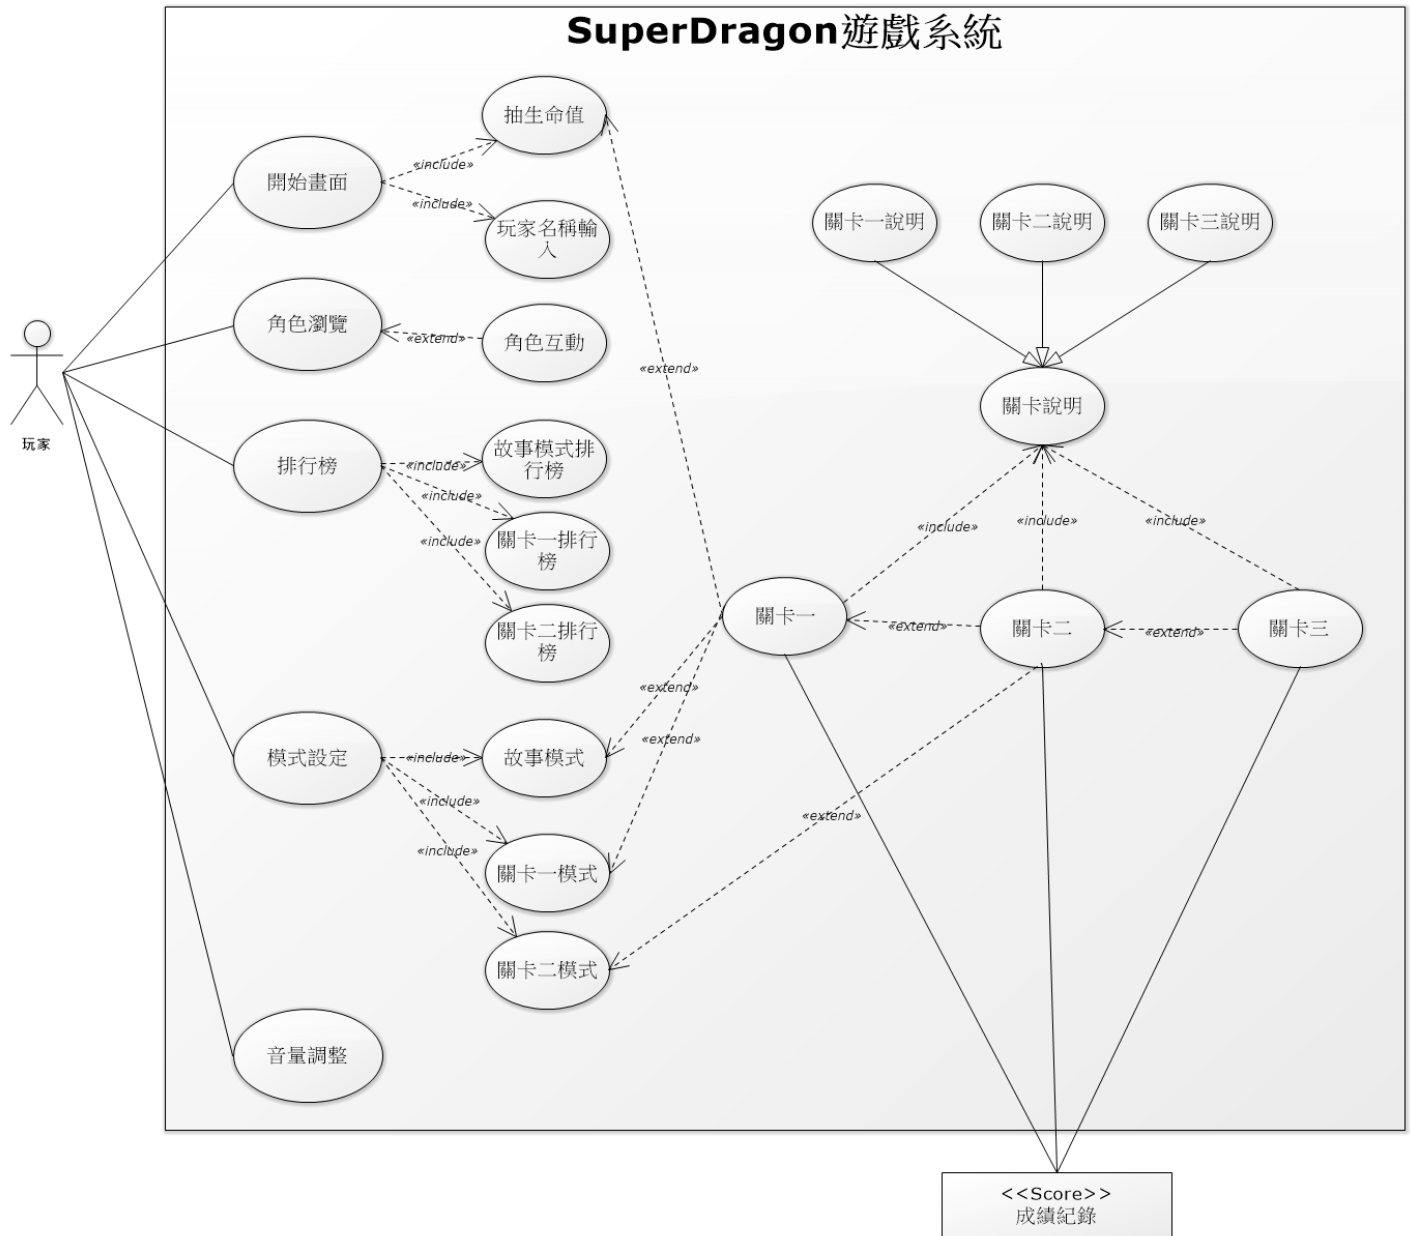 SuperDragon遊戲系統
抽生命值
開始畫面
«include»
«include»
玩家名稱輸
入
關卡一說明
關卡二說明
關卡三說明
角色瀏覽
«extend»
角色互動
玩家
«extend»
關卡說明
排行榜
«include»
故事模式排
行榜
«include»
關卡一排行
榜
«include»
關卡二排行
榜
«include»
«include»
«include»
關卡一
«extend»
關卡二
«extend»
關卡三
«extend»
«extend»
模式設定
«include»
故事模式
«include»
«extend»
«include»
關卡一模式
關卡二模式
音量調整
<<Score>>
成績紀錄